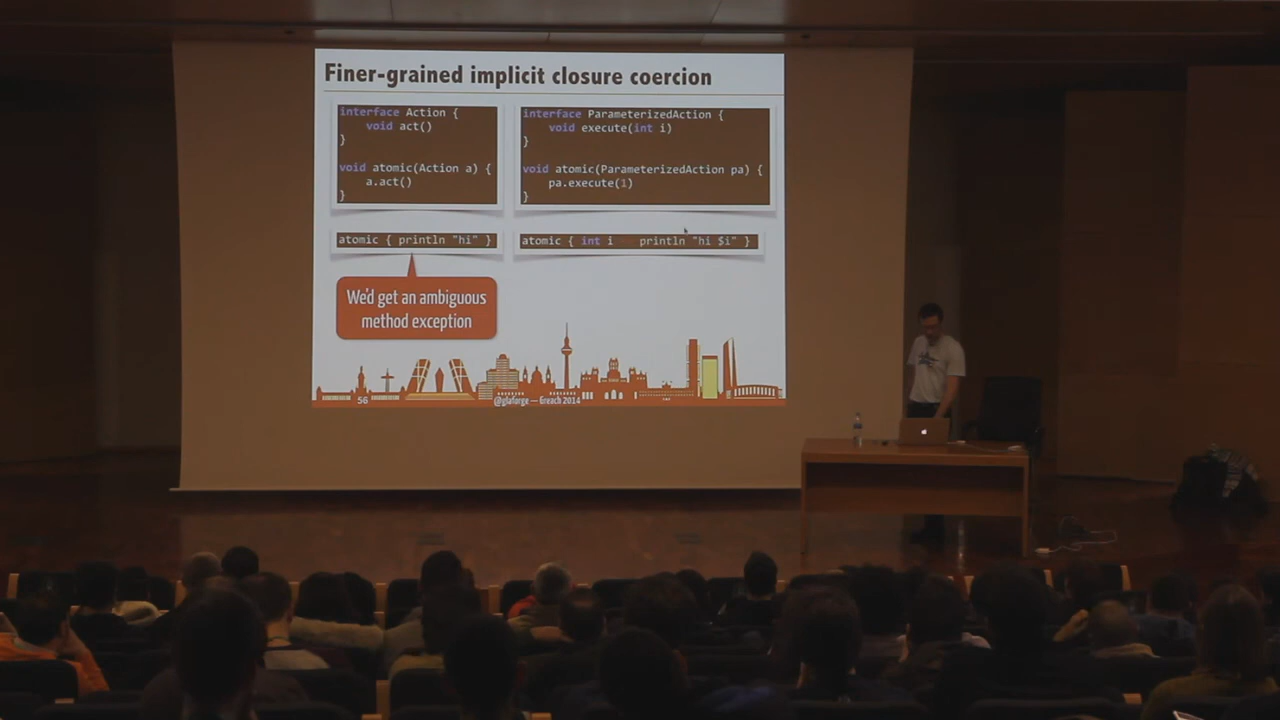 Finer-grained implicit closure coercion
interface Action {
void act()
}
void atomic(Action a) {
a.act()
}
interface ParameterizedAction {
void execute(int i)
}
void atomic(ParameterizedAction pa) {
pa.execute(1)
}
atomic { println "hi" }
atomic { int i println "hi $i" }
We'd get an ambiguous
method exception
56
@glaforge — Greach 2014